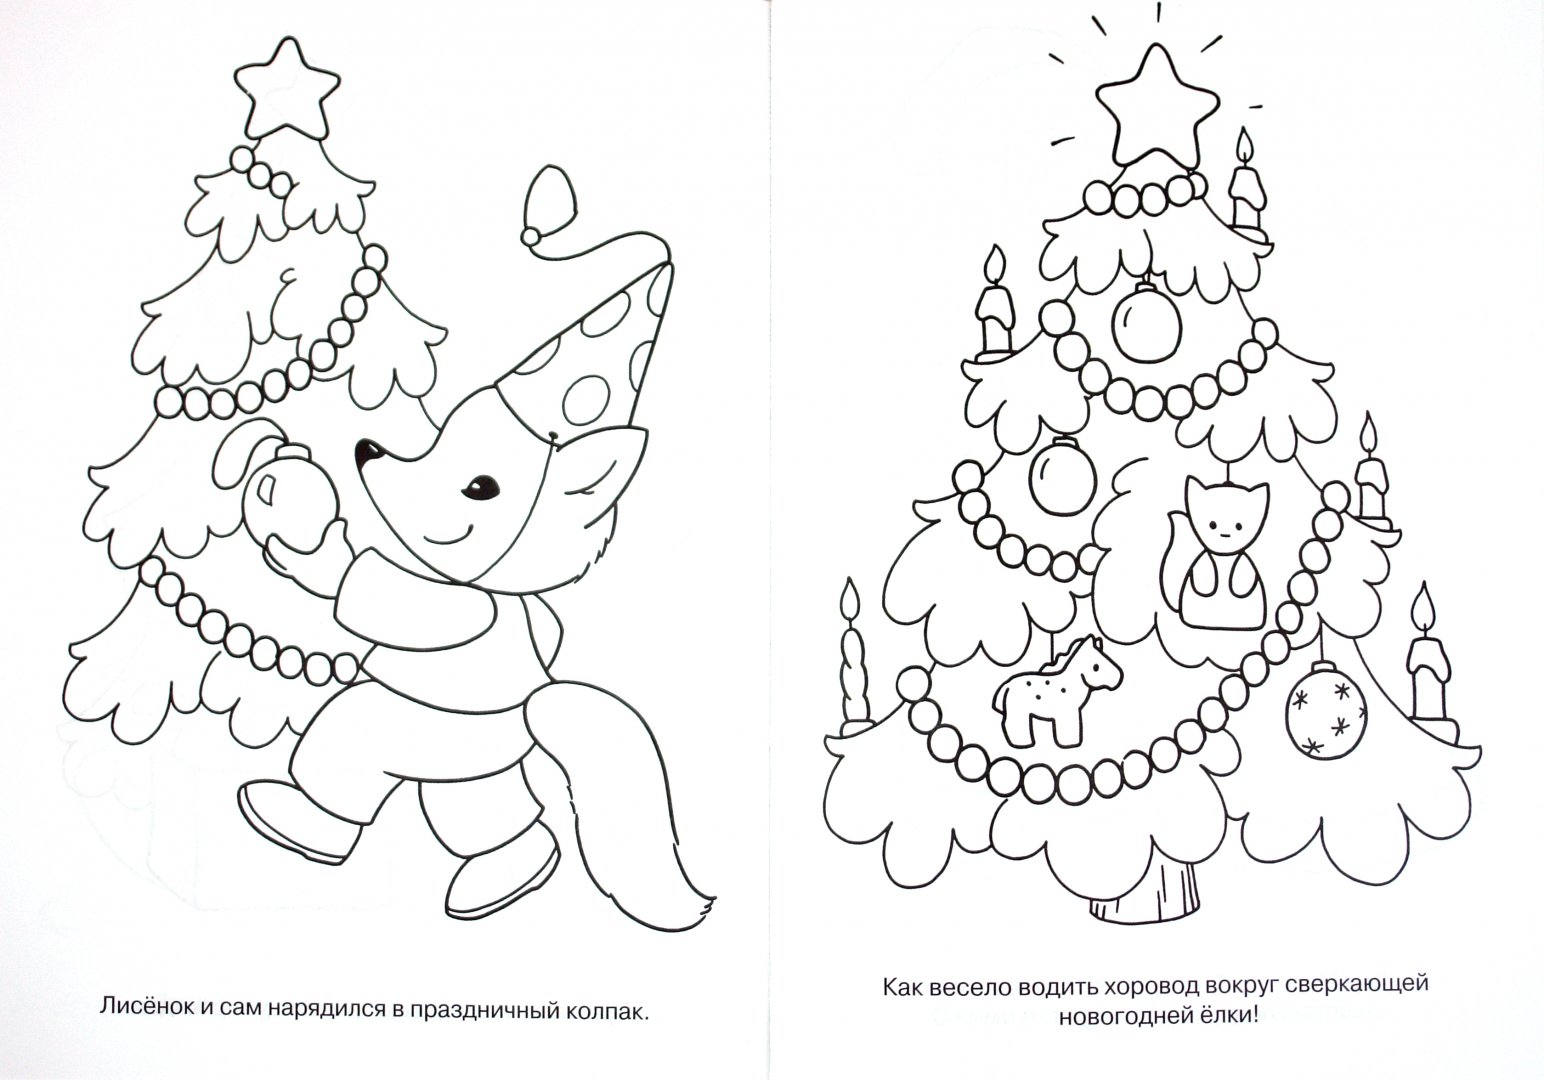 Лисёнок и сам нарядился в праздничный колпак.
Как весело водить хоровод вокруг сверкающей
новогодней ёлки!